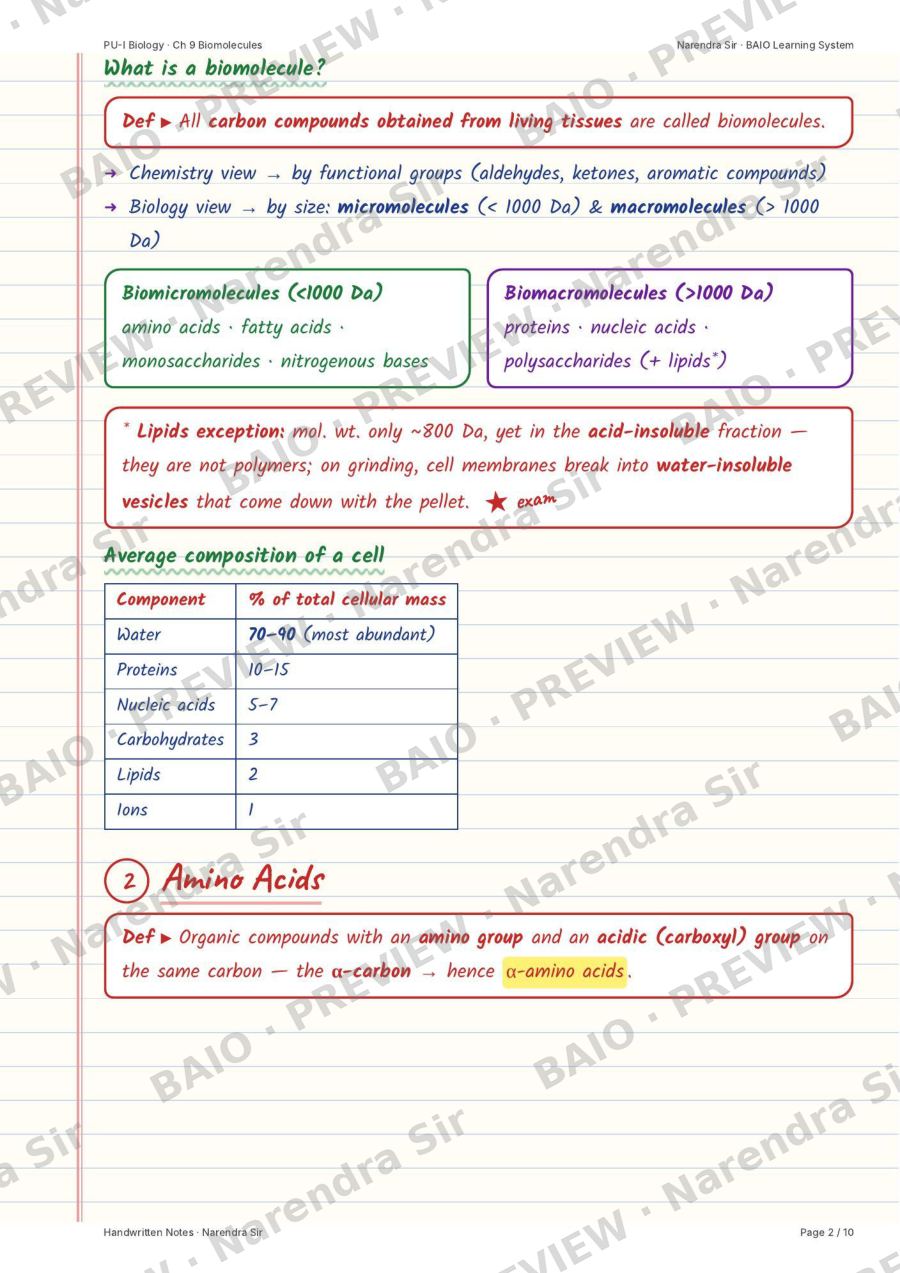 PU-I Biology · Ch 9 Biomolecules
Narendra Sir · BAIO Learning System
What is a biomolecule?
Def ▸ All carbon compounds obtained from living tissues are called biomolecules.
➜ Chemistry view → by functional groups (aldehydes, ketones, aromatic compounds)
➜ Biology view → by size: micromolecules (< 1000 Da) & macromolecules (> 1000
Da)
Biomicromolecules (<1000 Da)
amino acids · fatty acids ·
monosaccharides · nitrogenous bases
Biomacromolecules (>1000 Da)
proteins · nucleic acids ·
polysaccharides (+ lipids*)
* Lipids exception: mol. wt. only ~800 Da, yet in the acid-insoluble fraction —
they are not polymers; on grinding, cell membranes break into water-insoluble
vesicles that come down with the pellet. ★ exam
Average composition of a cell
Component % of total cellular mass
Water 70–90 (most abundant)
Proteins 10–15
Nucleic acids 5–7
Carbohydrates 3
Lipids 2
Ions 1
2 Amino Acids
Def ▸ Organic compounds with an amino group and an acidic (carboxyl) group on
the same carbon — the α-carbon → hence α-amino acids.
Handwritten Notes · Narendra Sir
Page 2 / 10
BAIO · PREVIEW · Narendra Sir